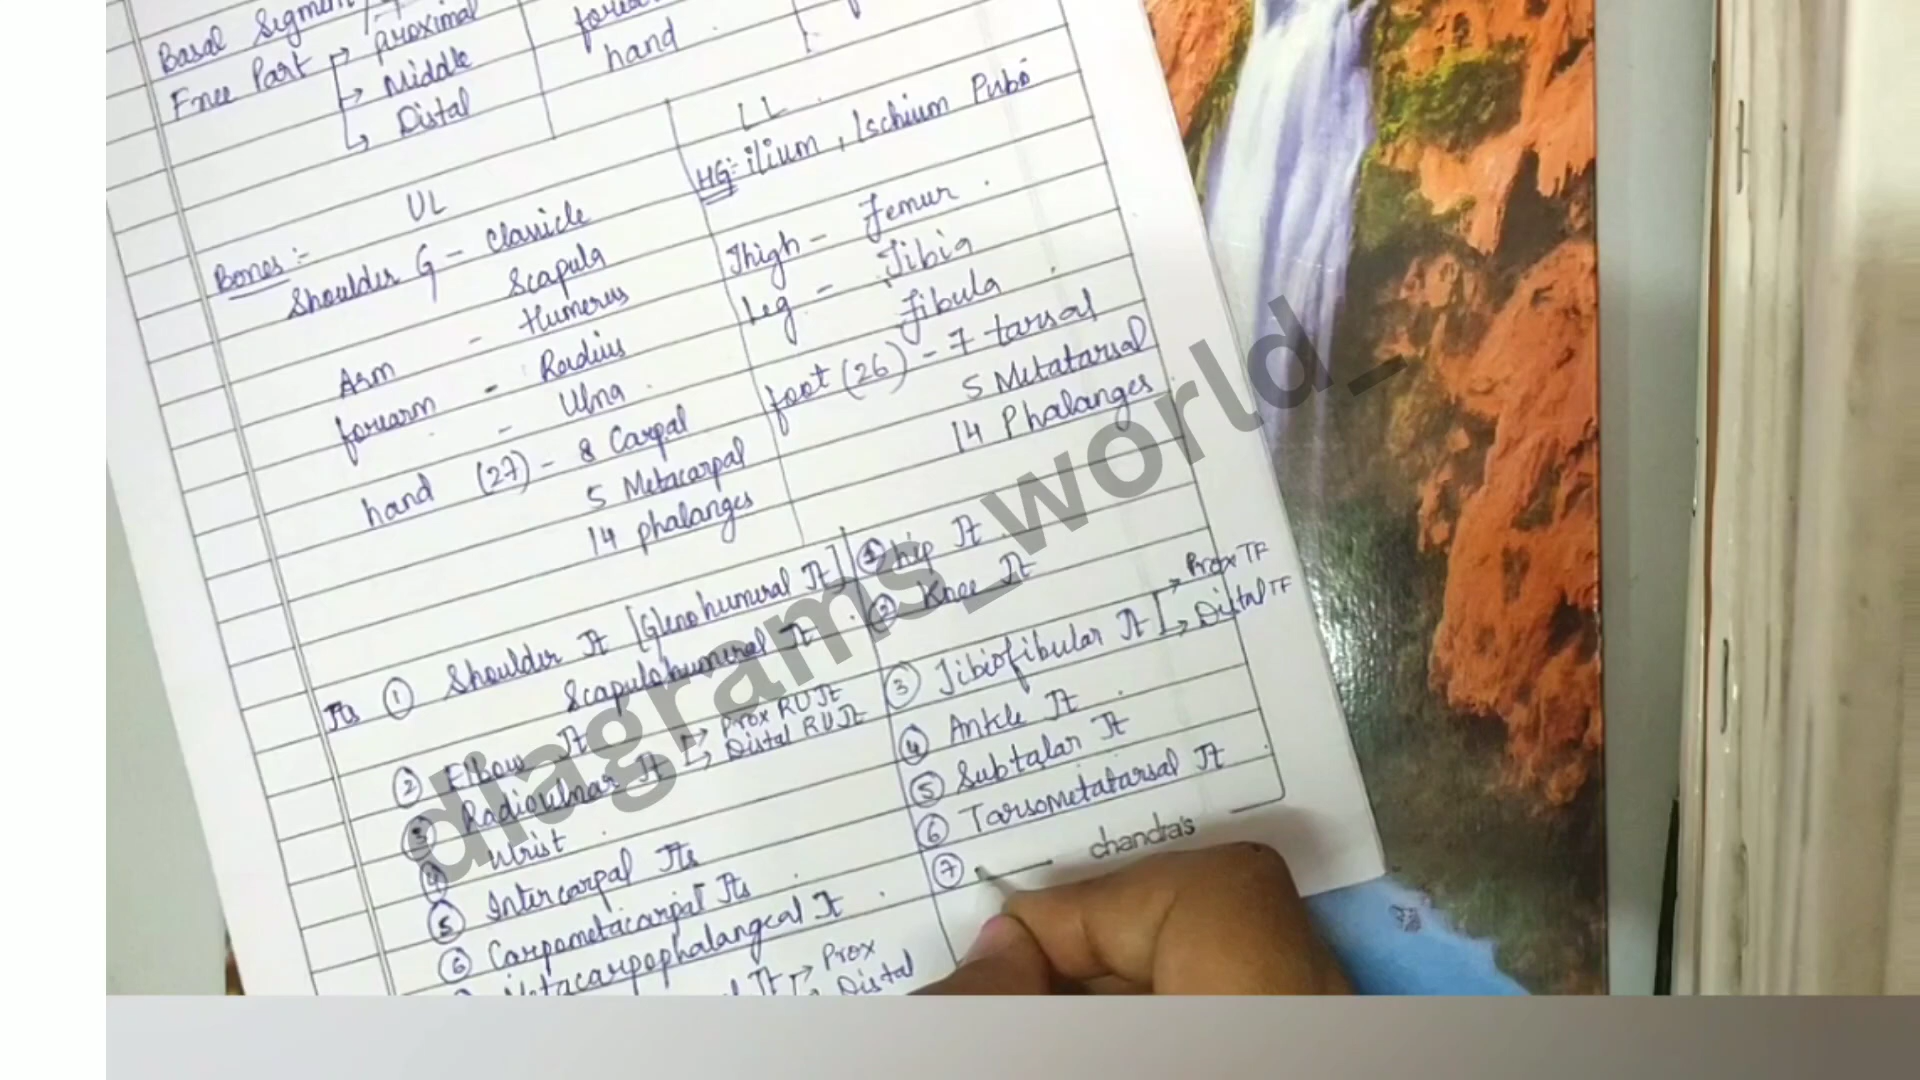 Basal Segment
Free Part → proximal
→ Middle
→ Distal
hand
UL
LL
Bones :-
Shoulder G - Clavicle
Scapula
Arm - Humerus
forearm - Radius
- Ulna
hand (27) - 8 Carpal
5 Metacarpal
14 phalanges
HG:- ilium, Ischium Pubo
Thigh - Femur
Leg - Tibia
Fibula
foot (26) - 7 tarsal
5 Metatarsal
14 Phalanges
Jts ① Shoulder Jt [Glenohumeral Jt]
Scapulohumeral Jt
② Elbow Jt
③ Radioulnar Jt → Prox RUJt
→ Distal RUJt
④ Wrist
⑤ Intercarpal Jts
⑥ Carpometacarpal Jts
Metacarpophalangeal Jt
Jt → Prox
→ Distal
① hip Jt
② Knee Jt
③ Tibiofibular Jt → Prox TF
→ Distal TF
④ Ankle Jt
⑤ Subtalar Jt
⑥ Tarsometatarsal Jt
⑦
chandra's
diagrams_world_